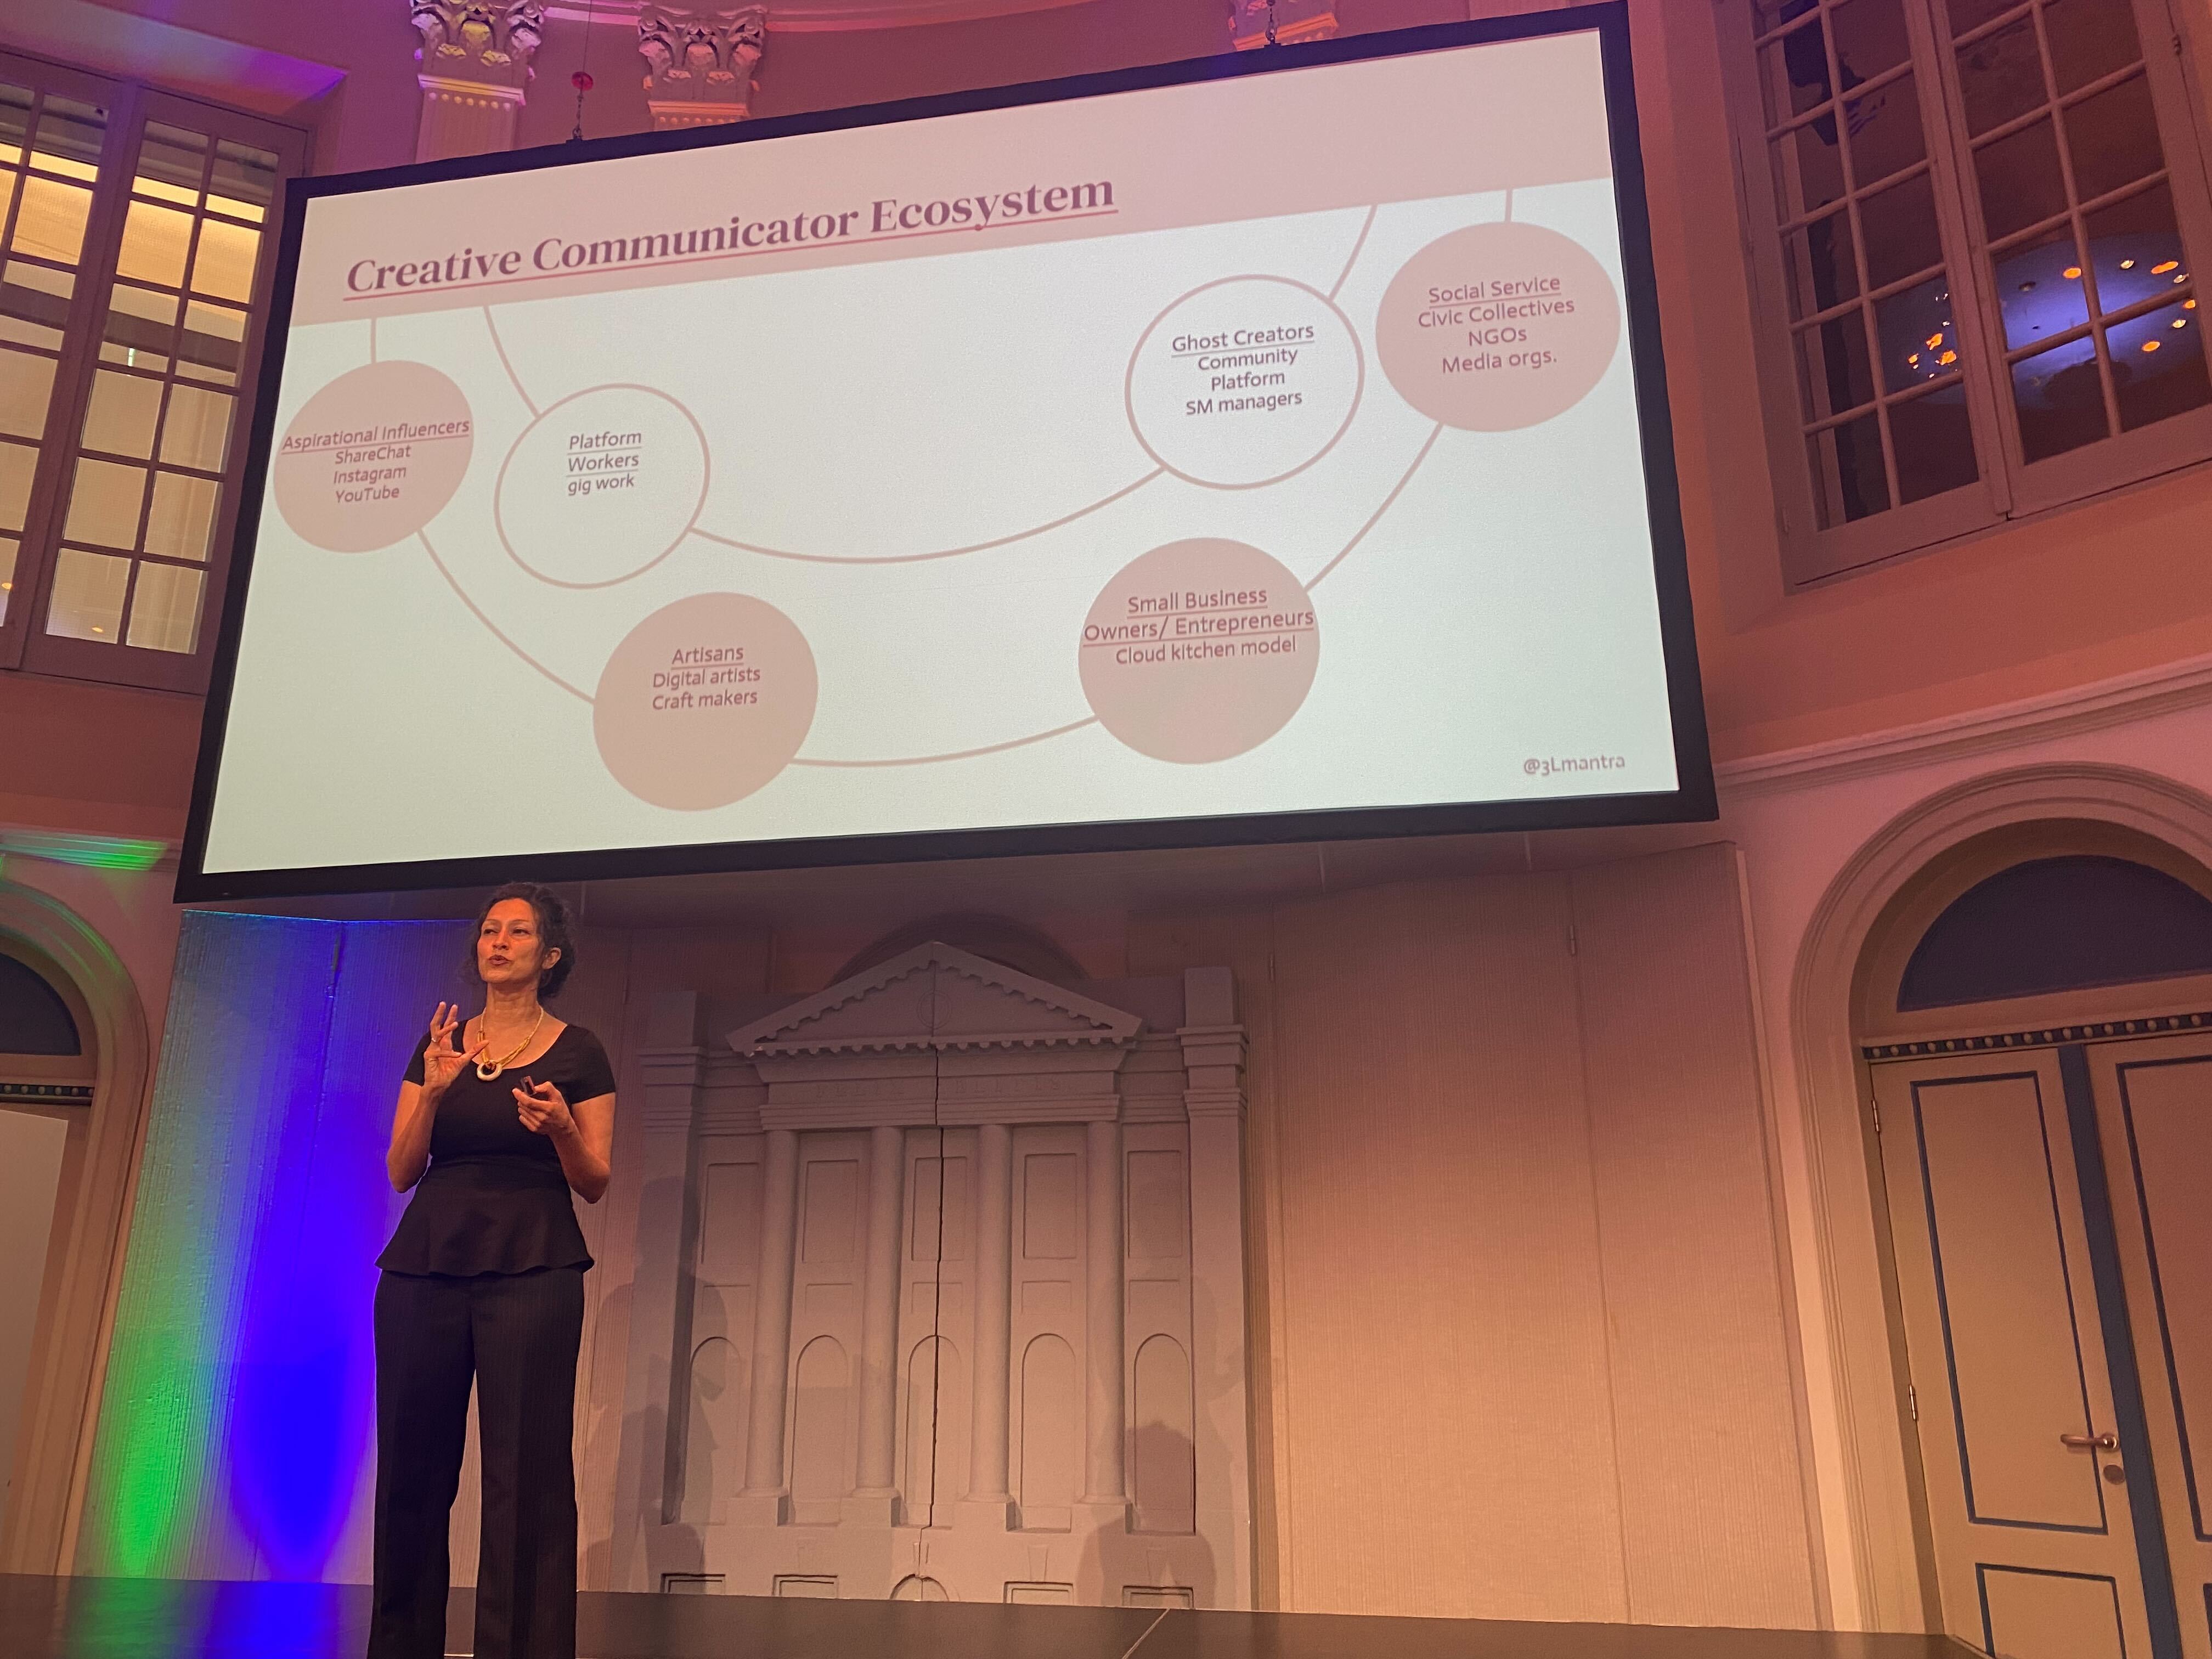 Creative Communicator Ecosystem
Aspirational Influencers
ShareChat
Instagram
YouTube
Platform
Workers
gig work
Ghost Creators
Community
Platform
SM managers
Social Service
Civic Collectives
NGOs
Media orgs.
Artisans
Digital artists
Craft makers
Small Business
Owners/ Entrepreneurs
Cloud kitchen model
@3Lmantra